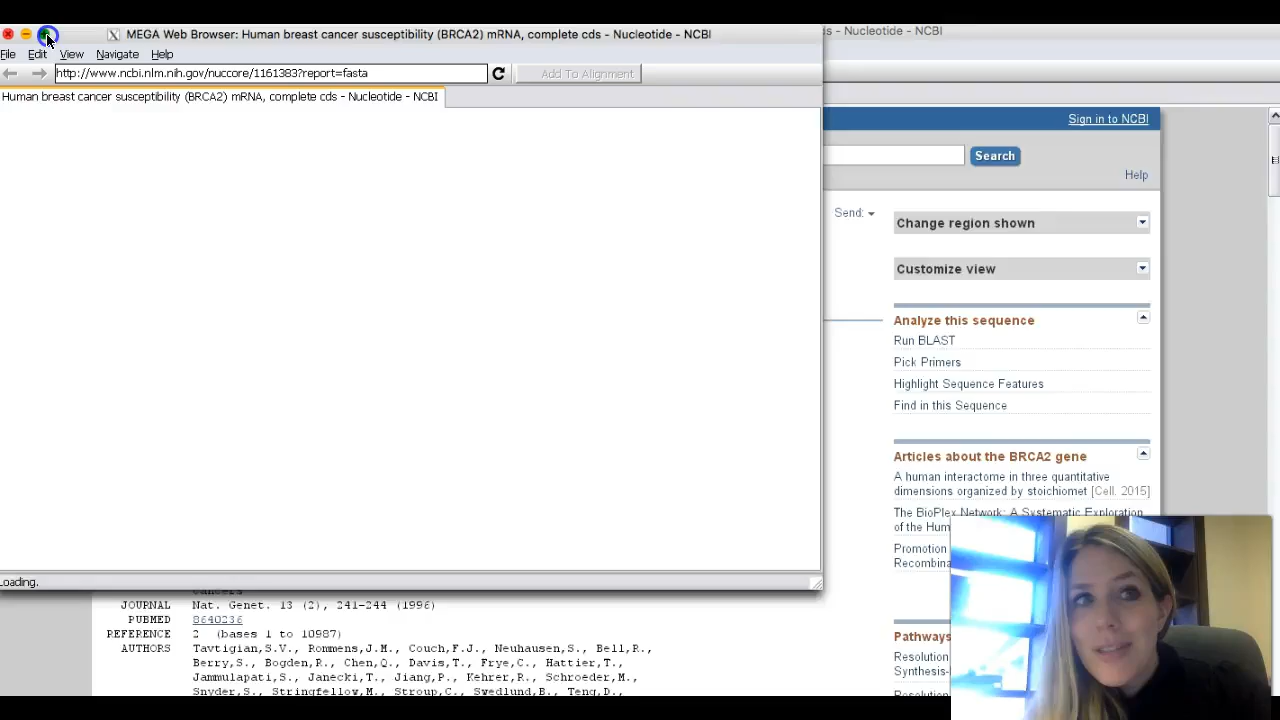 MEGA Web Browser: Human breast cancer susceptibility (BRCA2) mRNA, complete cds - Nucleotide - NCBI
s - Nucleotide - NCBI
File Edit View Navigate Help
http://www.ncbi.nlm.nih.gov/nuccore/1161383?report=fasta
Add To Alignment
Human breast cancer susceptibility (BRCA2) mRNA, complete cds - Nucleotide - NCBI
Sign in to NCBI
Search
Help
Send:
Change region shown
Customize view
Analyze this sequence
Run BLAST
Pick Primers
Highlight Sequence Features
Find in this Sequence
Articles about the BRCA2 gene
A human interactome in three quantitative
dimensions organized by stoichiomet [Cell. 2015]
The BioPlex Network: A Systematic Exploration
of the Hum
Promotion
Recombina
Pathways
Resolution
Synthesis-
Resolution
Loading.
cancers
JOURNAL Nat. Genet. 13 (2), 241-244 (1996)
PUBMED 8640236
REFERENCE 2 (bases 1 to 10987)
AUTHORS Tavtigian,S.V., Rommens,J.M., Couch,F.J., Neuhausen,S., Bell,R.,
Berry,S., Bogden,R., Chen,Q., Davis,T., Frye,C., Hattier,T.,
Jammulapati,S., Janecki,T., Jiang,P., Kehrer,R., Schroeder,M.,
Snyder,S., Stringfellow,M., Stroup,C., Swedlund,B., Teng,D.,